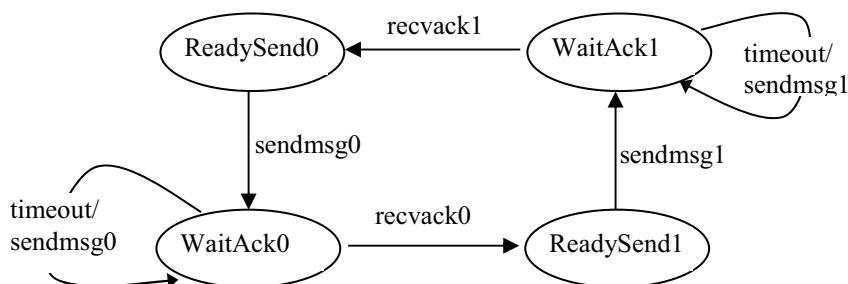 recvack1
ReadySend0
WaitAck1
timeout/
sendmsg1
sendmsg0
sendmsg1
timeout/
sendmsg0
recvack0
WaitAck0
ReadySend1